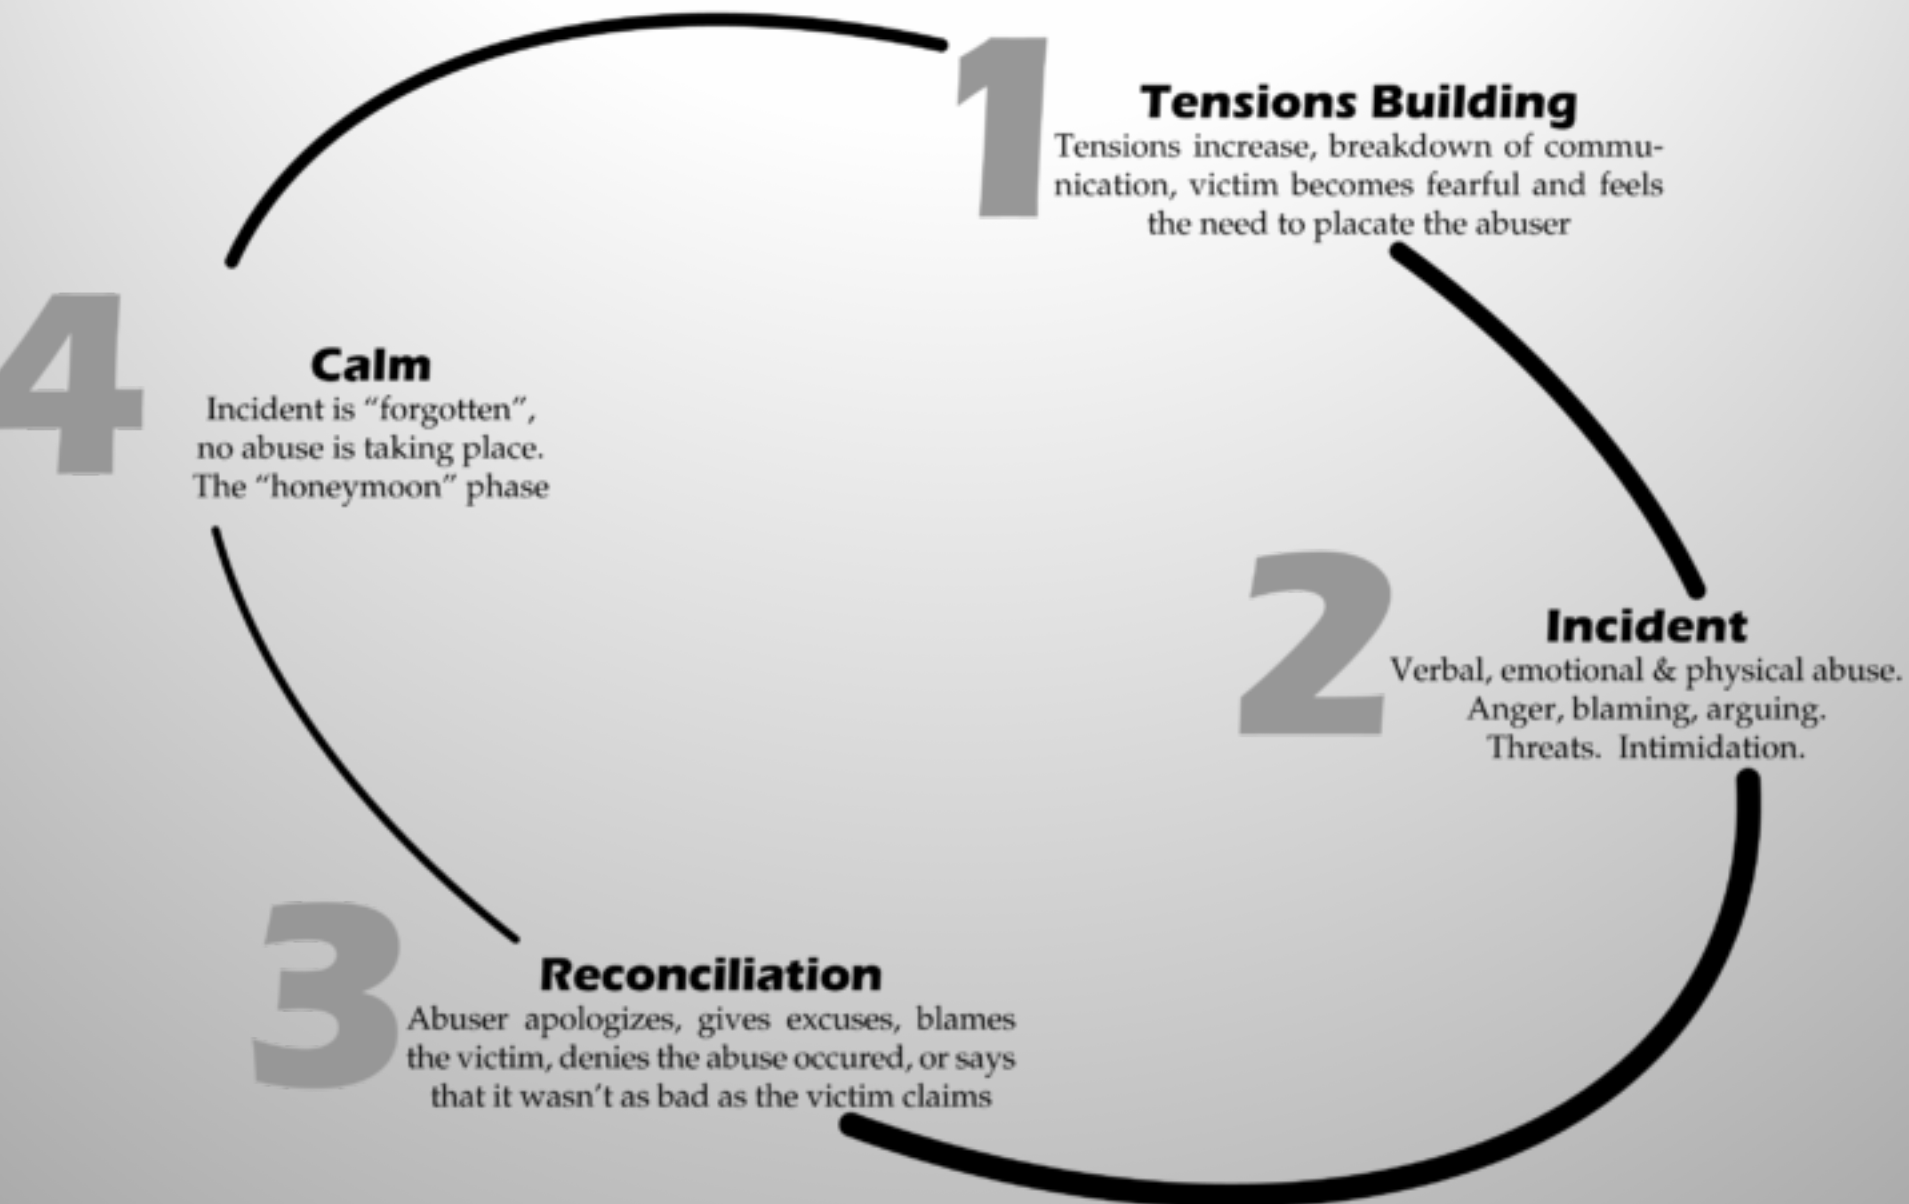 1
Tensions Building
Tensions increase, breakdown of commu-
nication, victim becomes fearful and feels
the need to placate the abuser
2
Incident
Verbal, emotional & physical abuse.
Anger, blaming, arguing.
Threats.  Intimidation.
3
Reconciliation
Abuser apologizes, gives excuses, blames
the victim, denies the abuse occured, or says
that it wasn't as bad as the victim claims
4
Calm
Incident is “forgotten”,
no abuse is taking place.
The “honeymoon” phase